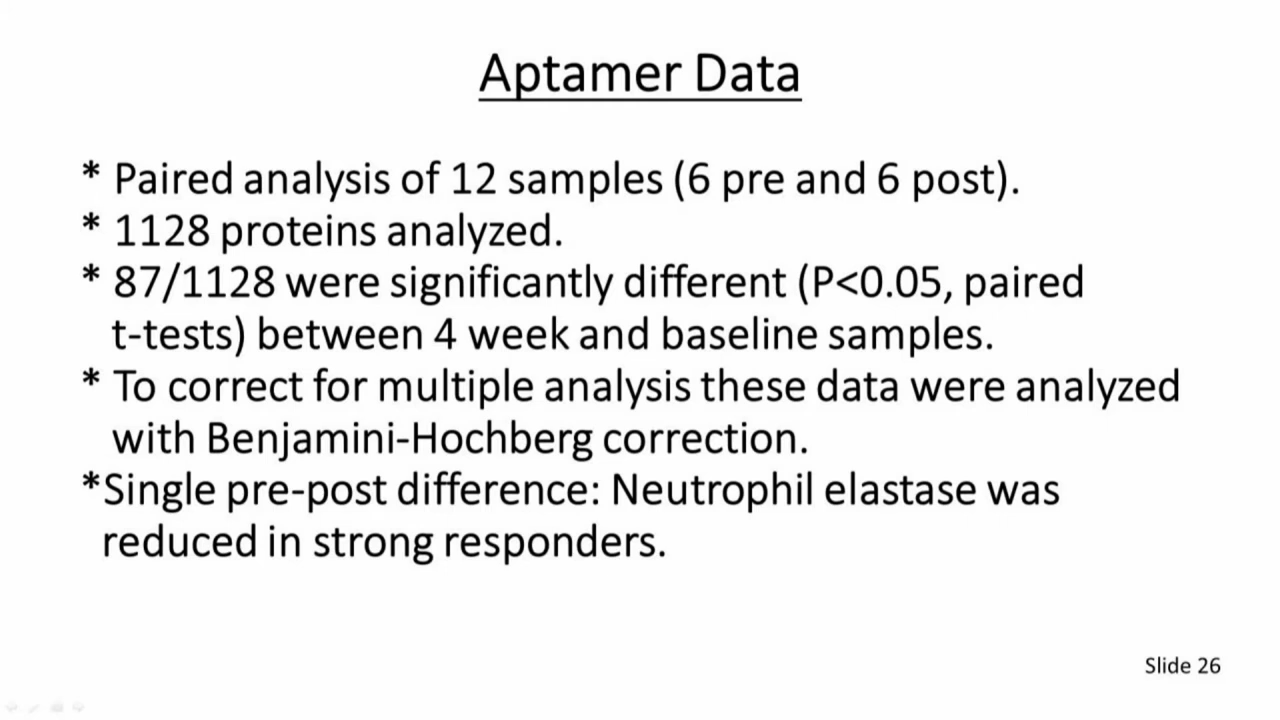 Aptamer Data
* Paired analysis of 12 samples (6 pre and 6 post).
* 1128 proteins analyzed.
* 87/1128 were significantly different (P<0.05, paired
t-tests) between 4 week and baseline samples.
* To correct for multiple analysis these data were analyzed
with Benjamini-Hochberg correction.
*Single pre-post difference: Neutrophil elastase was
reduced in strong responders.
Slide 26